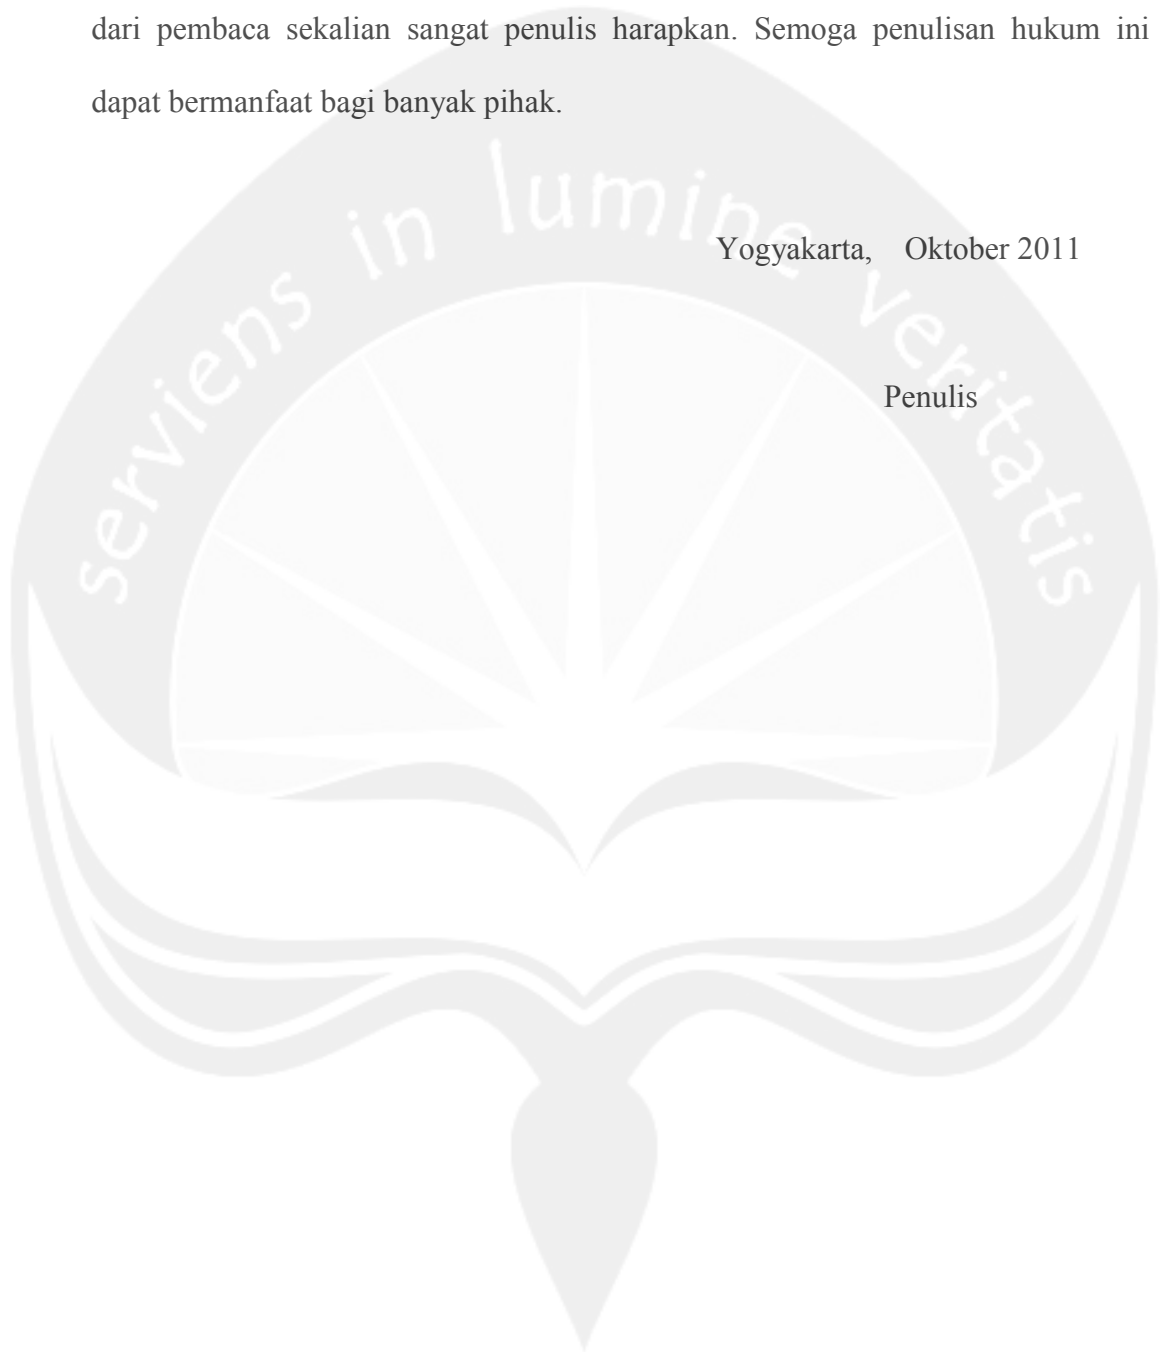 dari pembaca sekalian sangat penulis harapkan. Semoga penulisan hukum ini
dapat bermanfaat bagi banyak pihak.
serviens in lumine veritatis
Yogyakarta, Oktober 2011
Penulis